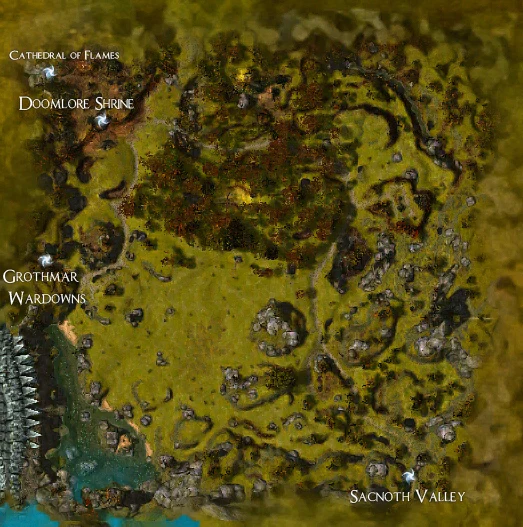 Cathedral of Flames
Doomlore Shrine
Grothmar
Wardowns
Sacnoth Valley